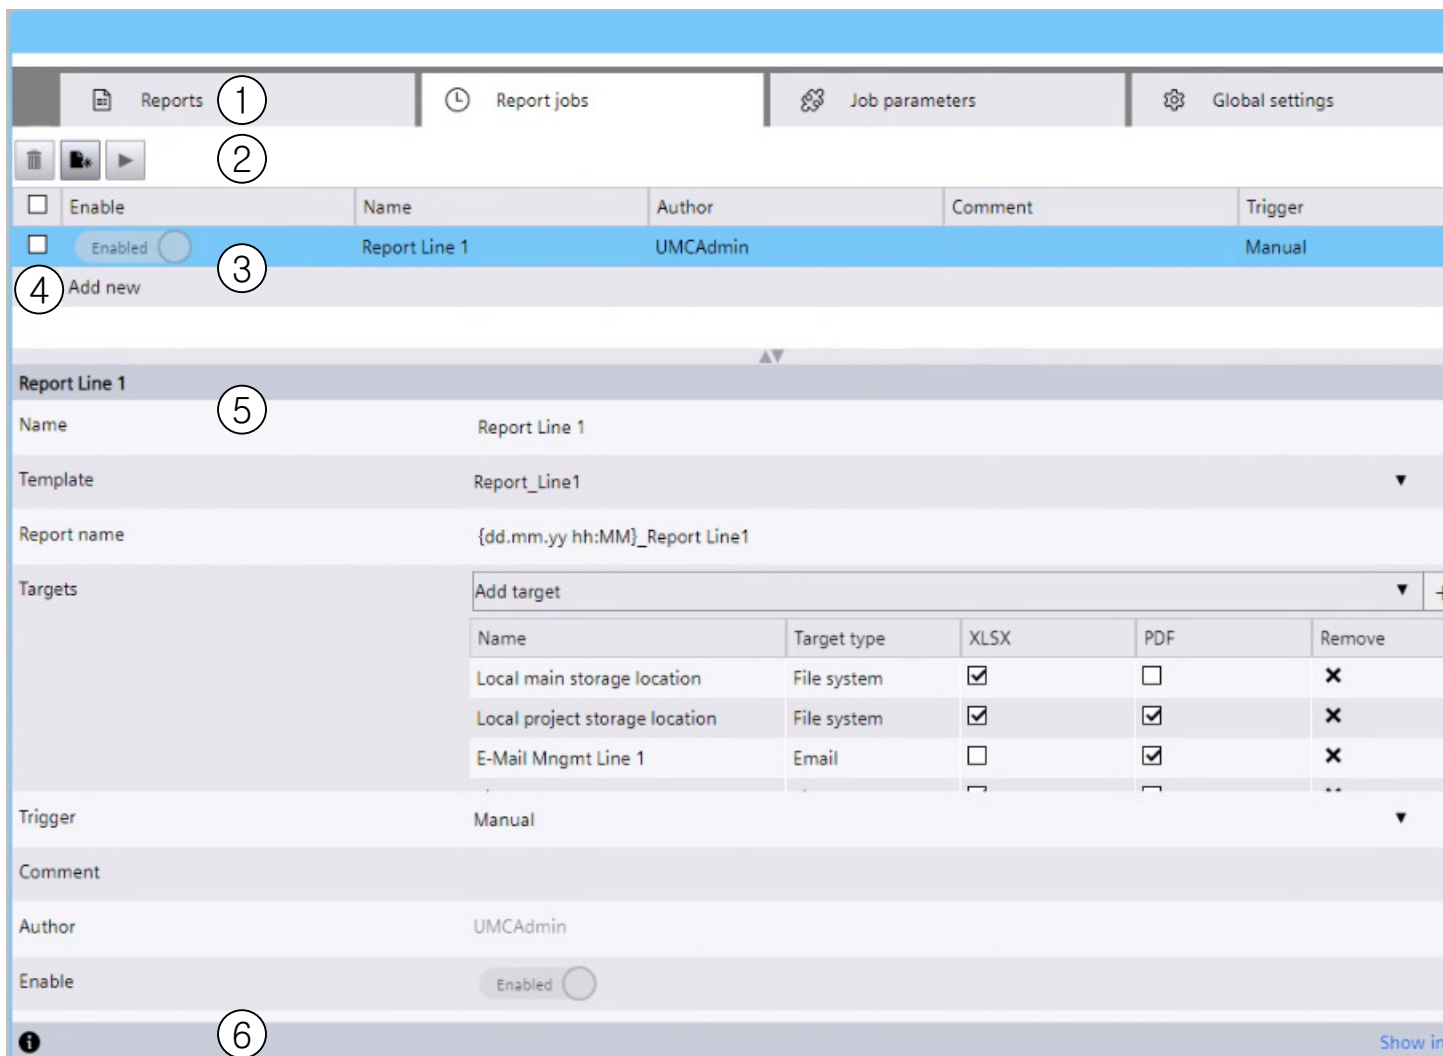 Reports ① Report jobs Job parameters Global settings
②
Enable Name Author Comment Trigger
Enabled ③ Report Line 1 UMCAdmin Manual
④ Add new
Report Line 1
⑤
Name Report Line 1
Template Report_Line1
Report name {dd.mm.yy hh:MM}_Report Line1
Targets Add target
Name Target type XLSX PDF Remove
Local main storage location File system
Local project storage location File system
E-Mail Mngmt Line 1 Email
Trigger Manual
Comment
Author UMCAdmin
Enable Enabled
⑥ Show in